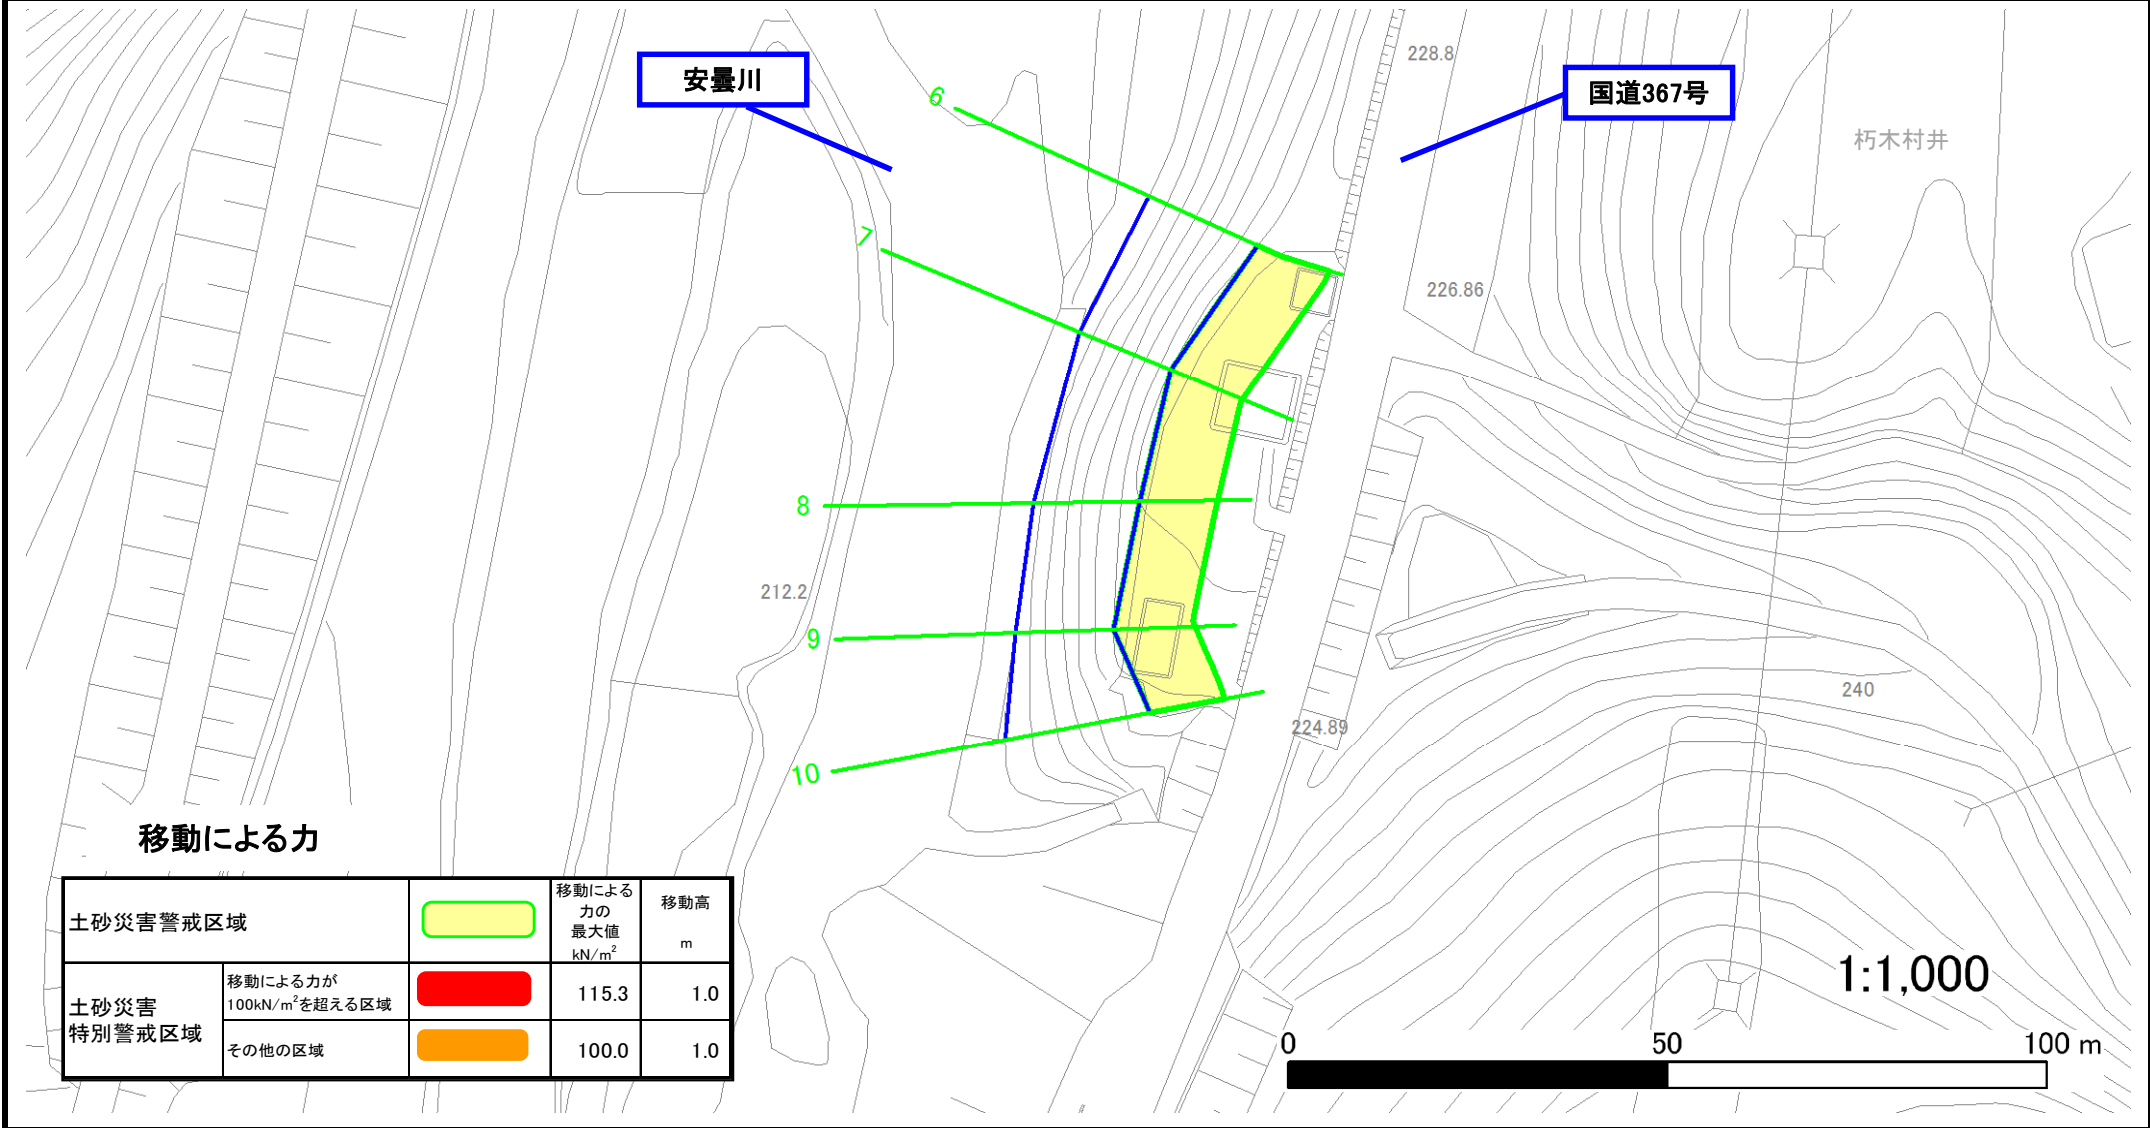 安曇川
国道367号
228.8
朽木村井
6
7
226.86
8
212.2
9
240
224.89
10
移動による力
土砂災害警戒区域
移動による
力の
最大値
kN/m²
移動高
m
土砂災害
特別警戒区域
移動による力が
100kN/m²を超える区域
115.3
1.0
その他の区域
100.0
1.0
1:1,000
0 50 100 m